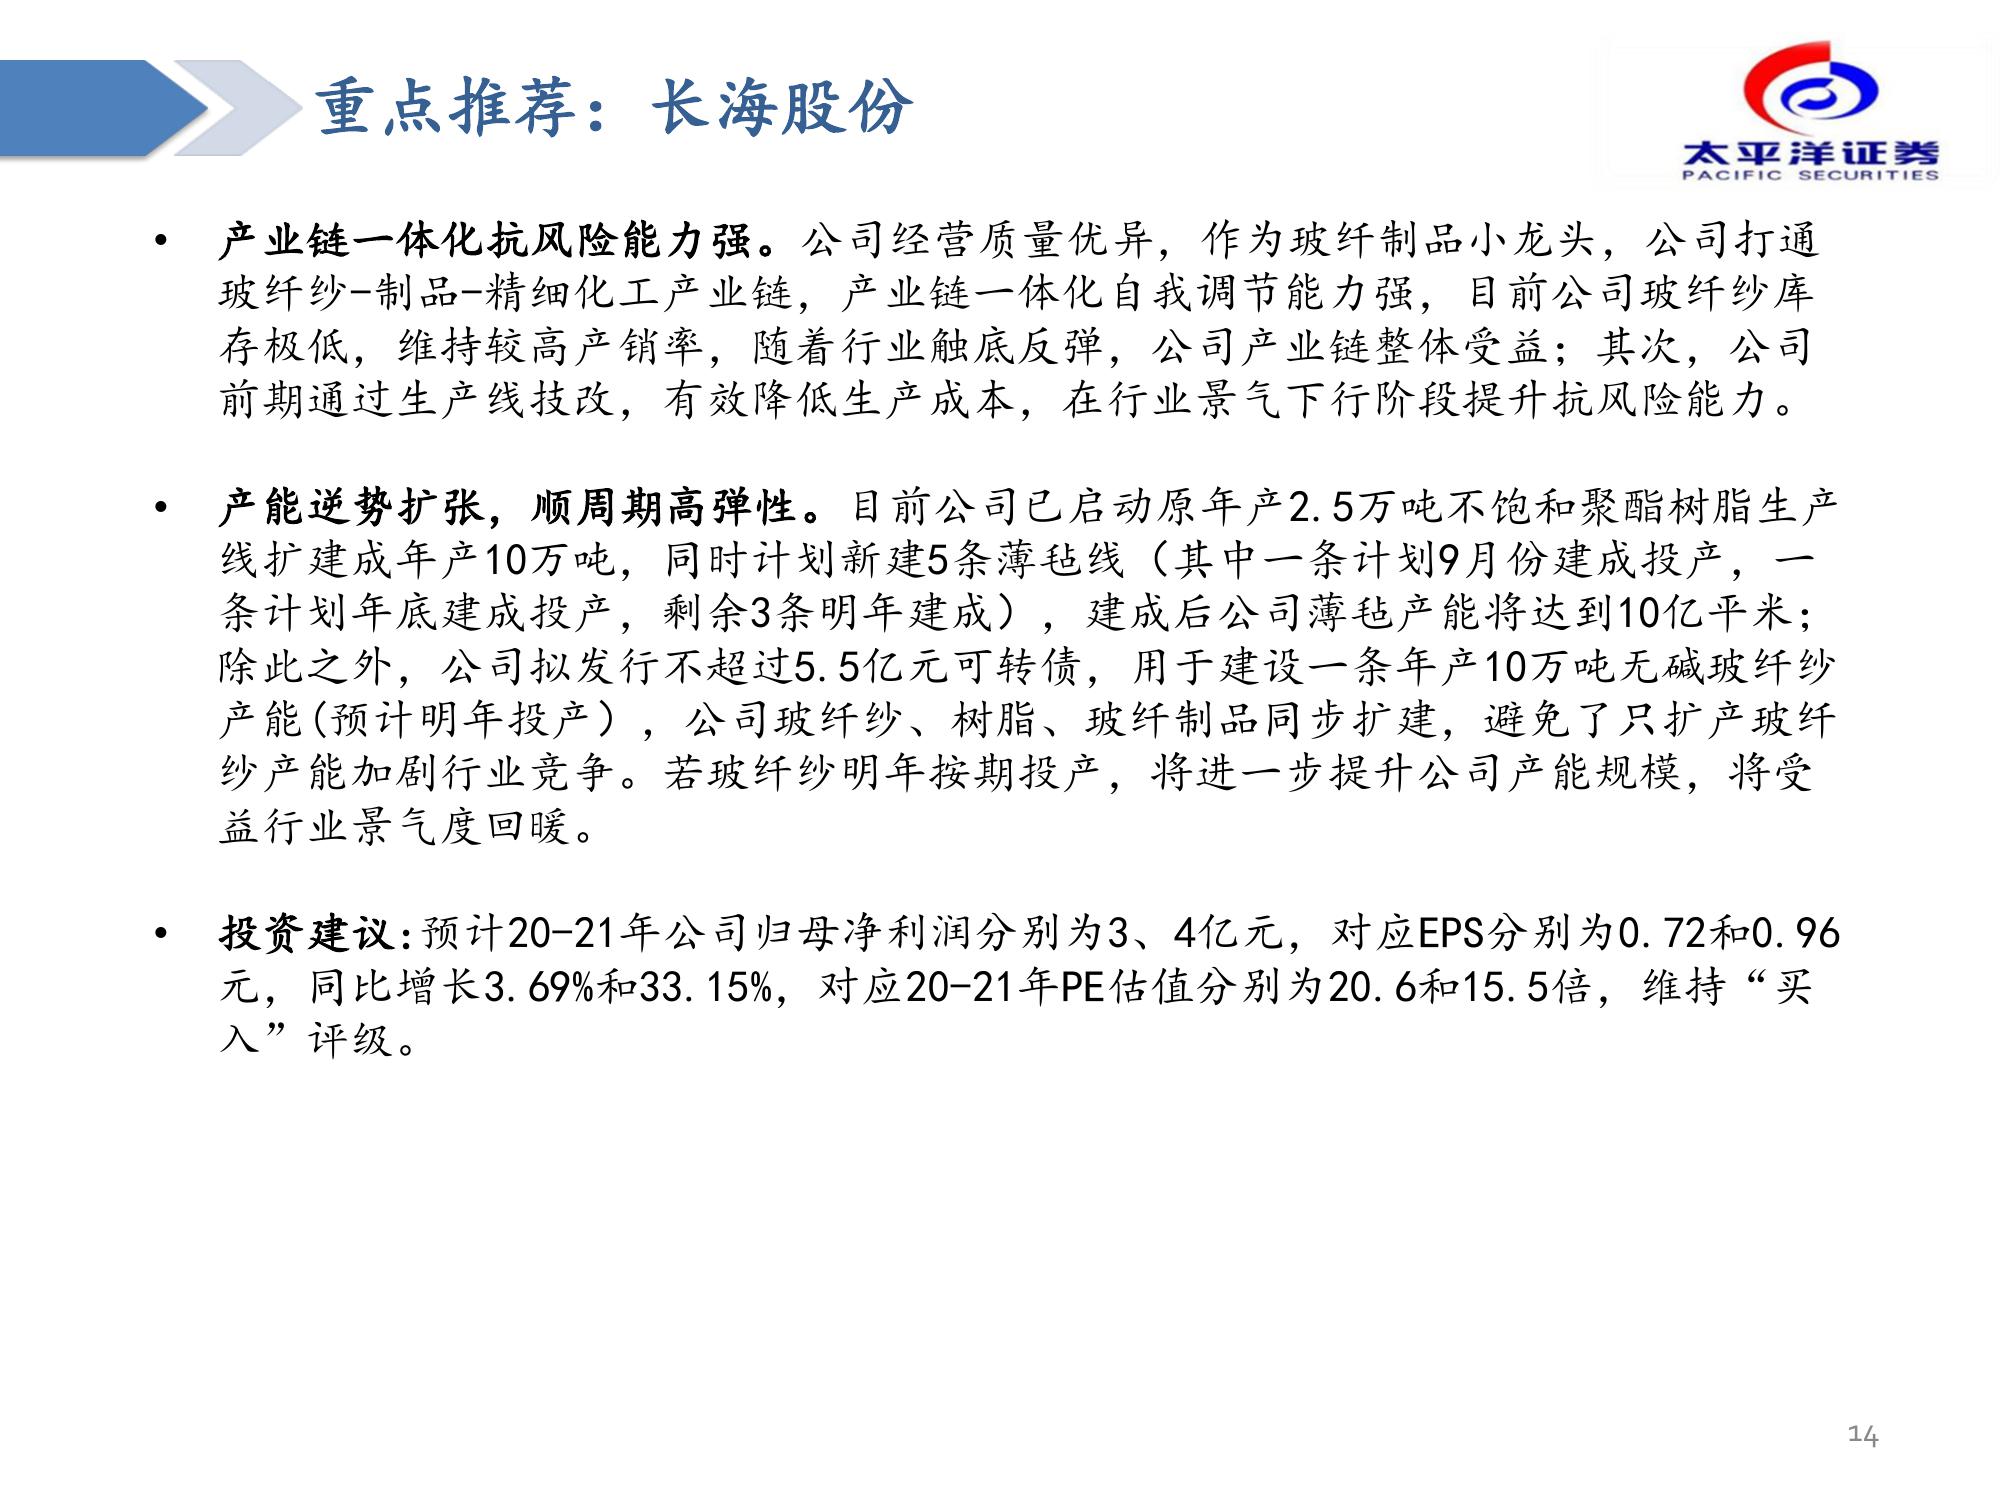 重点推荐：长海股份
太平洋证券
PACIFIC SECURITIES
• 产业链一体化抗风险能力强。公司经营质量优异，作为玻纤制品小龙头，公司打通
玻纤纱-制品-精细化工产业链，产业链一体化自我调节能力强，目前公司玻纤纱库
存极低，维持较高产销率，随着行业触底反弹，公司产业链整体受益；其次，公司
前期通过生产线技改，有效降低生产成本，在行业景气下行阶段提升抗风险能力。
• 产能逆势扩张，顺周期高弹性。目前公司已启动原年产2.5万吨不饱和聚酯树脂生产
线扩建成年产10万吨，同时计划新建5条薄毡线（其中一条计划9月份建成投产，一
条计划年底建成投产，剩余3条明年建成），建成后公司薄毡产能将达到10亿平米；
除此之外，公司拟发行不超过5.5亿元可转债，用于建设一条年产10万吨无碱玻纤纱
产能(预计明年投产），公司玻纤纱、树脂、玻纤制品同步扩建，避免了只扩产玻纤
纱产能加剧行业竞争。若玻纤纱明年按期投产，将进一步提升公司产能规模，将受
益行业景气度回暖。
• 投资建议:预计20-21年公司归母净利润分别为3、4亿元，对应EPS分别为0.72和0.96
元，同比增长3.69%和33.15%，对应20-21年PE估值分别为20.6和15.5倍，维持“买
入”评级。
14